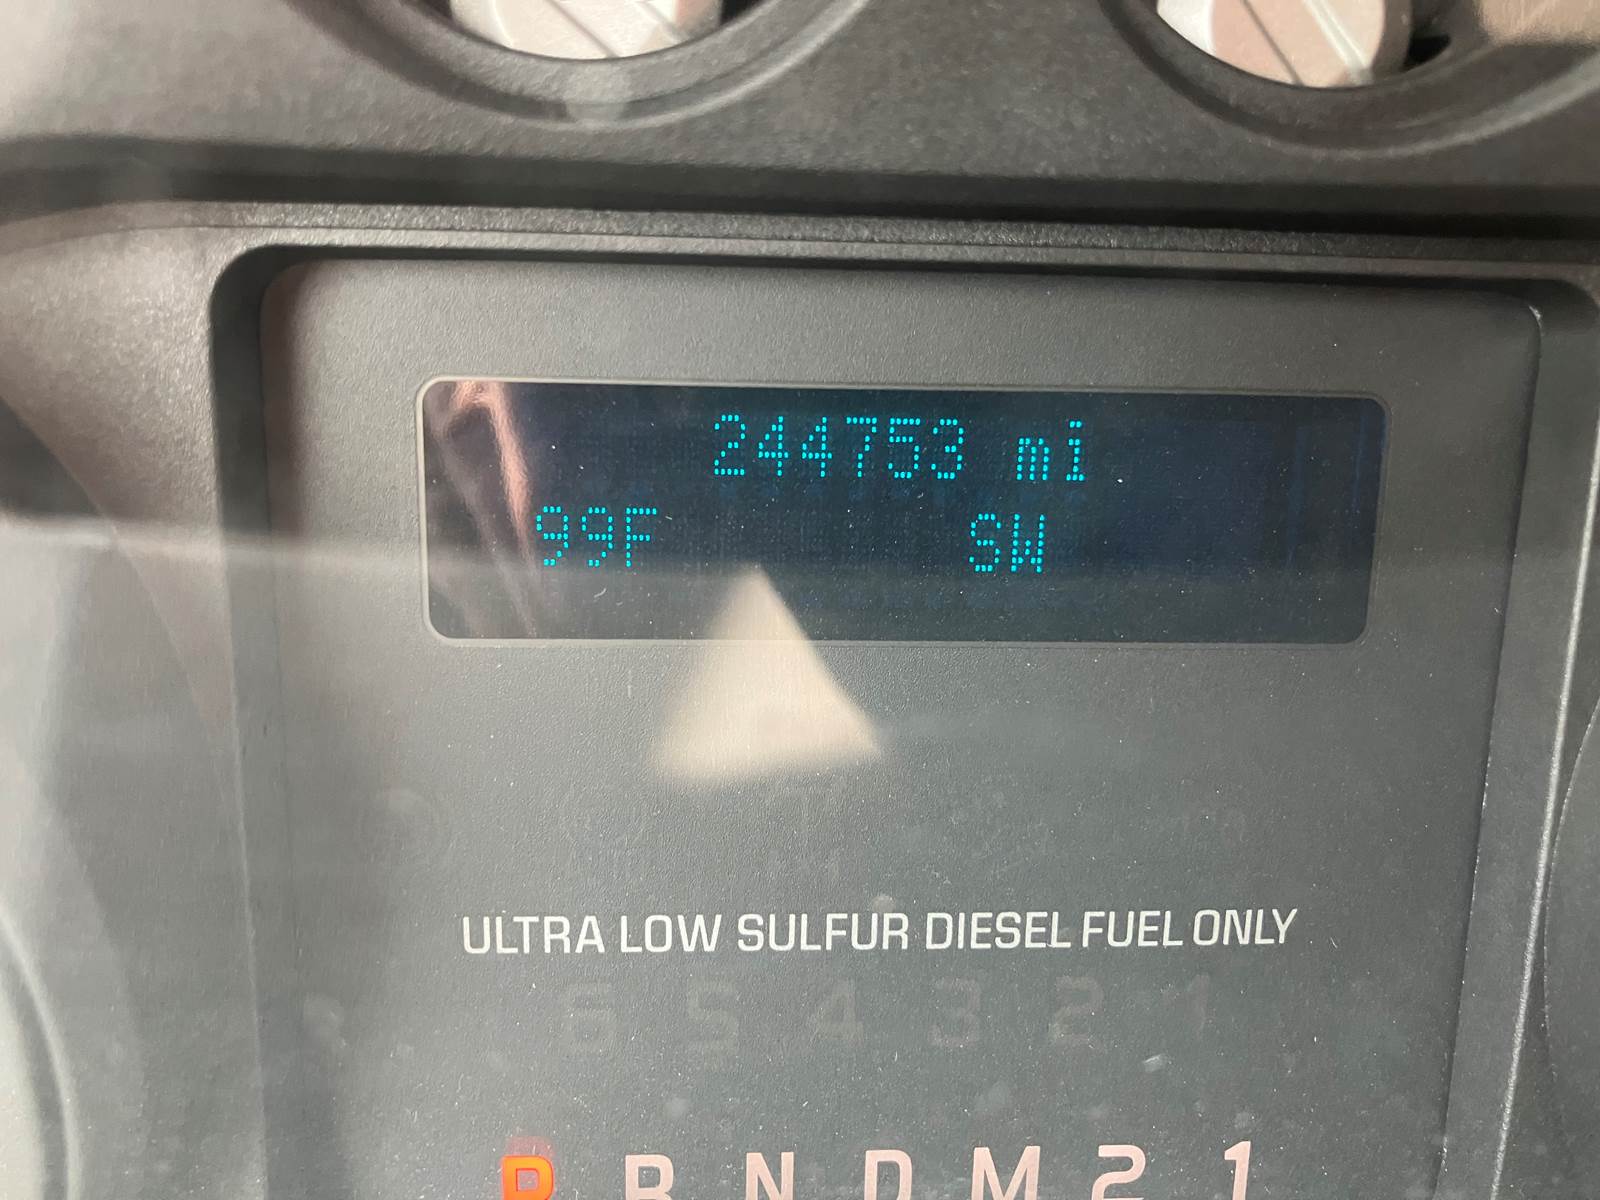 244753 mi
99F SW
ULTRA LOW SULFUR DIESEL FUEL ONLY
6 5 4 3 2 1
P R N D M 2 1